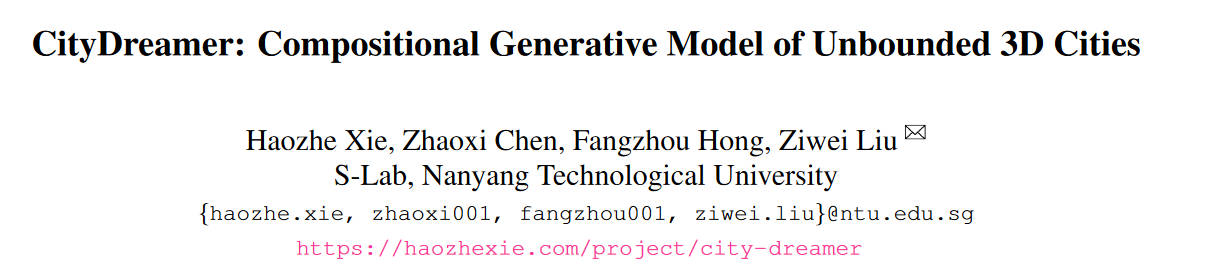 CityDreamer: Compositional Generative Model of Unbounded 3D Cities
Haozhe Xie, Zhaoxi Chen, Fangzhou Hong, Ziwei Liu
S-Lab, Nanyang Technological University
{haozhe.xie, zhaoxi001, fangzhou001, ziwei.liu}@ntu.edu.sg
https://haozhexie.com/project/city-dreamer